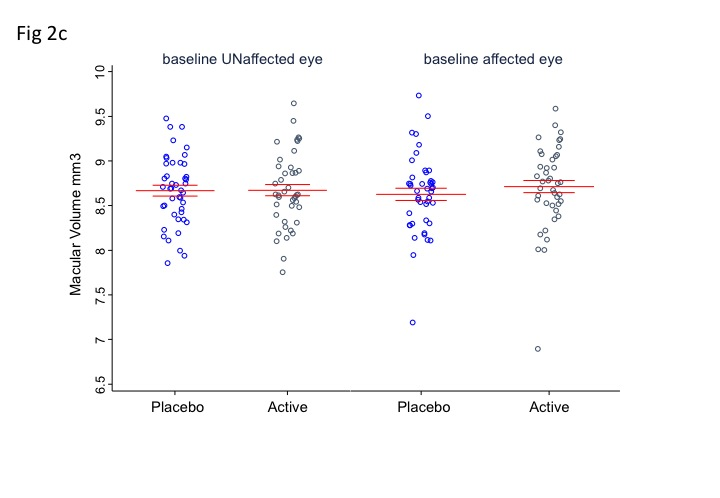 Fig 2c
baseline UNaffected eye
baseline affected eye
Macular Volume mm3
10
9.5
9
8.5
8
7.5
7
6.5
Placebo
Active
Placebo
Active